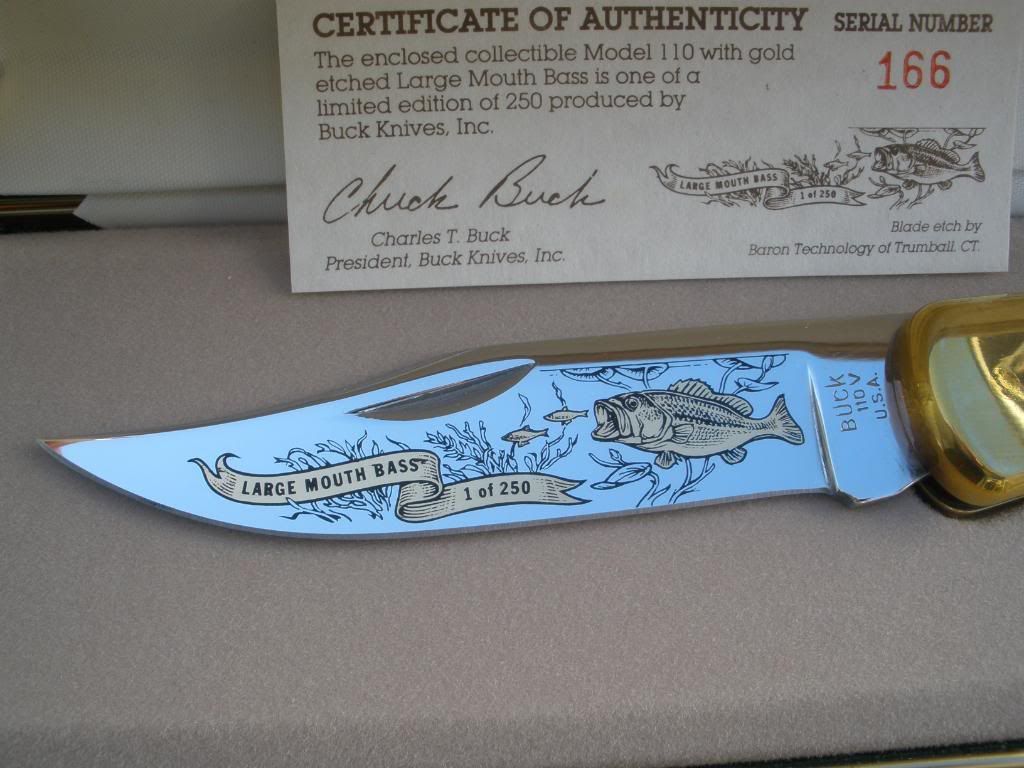 CERTIFICATE OF AUTHENTICITY
SERIAL NUMBER
166
The enclosed collectible Model 110 with gold
etched Large Mouth Bass is one of a
limited edition of 250 produced by
Buck Knives, Inc.
Chuck Buck
Charles T. Buck
President, Buck Knives, Inc.
LARGE MOUTH BASS
1 of 250
Blade etch by
Baron Technology of Trumball, CT.
LARGE MOUTH BASS
1 of 250
BUCK
110V
U.S.A.